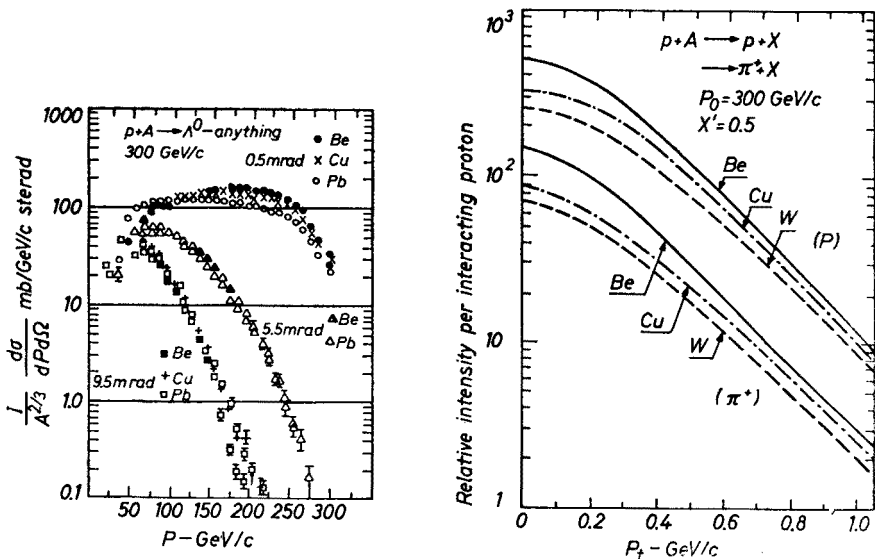 p+A → Λ⁰-anything
300 GeV/c
0.5mrad
● Be
× Cu
○ Pb
1000
100
10
1.0
0.1
5.5mrad
▲ Be
△ Pb
9.5mrad
■ Be
+ Cu
□ Pb
50 100 150 200 250 300
P-GeV/c
1/A^{2/3} dσ/dPdΩ mb/GeV/c sterad
p+A → p+X
→ π⁺+X
P₀=300 GeV/c
X'=0.5
10³
10²
10
1
Be
Cu
W
(P)
Be
Cu
W
(π⁺)
0 0.2 0.4 0.6 0.8 1.0
Pₜ-GeV/c
Relative intensity per interacting proton